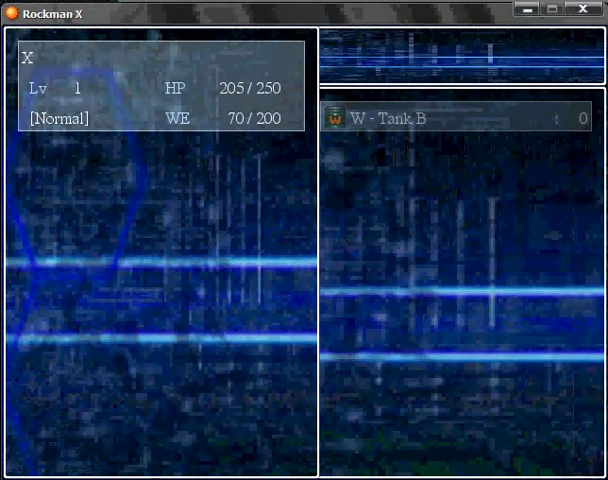 Rockman X
X
Lv 1 HP 205 / 250
[Normal] WE 70 / 200
W - Tank B : 0